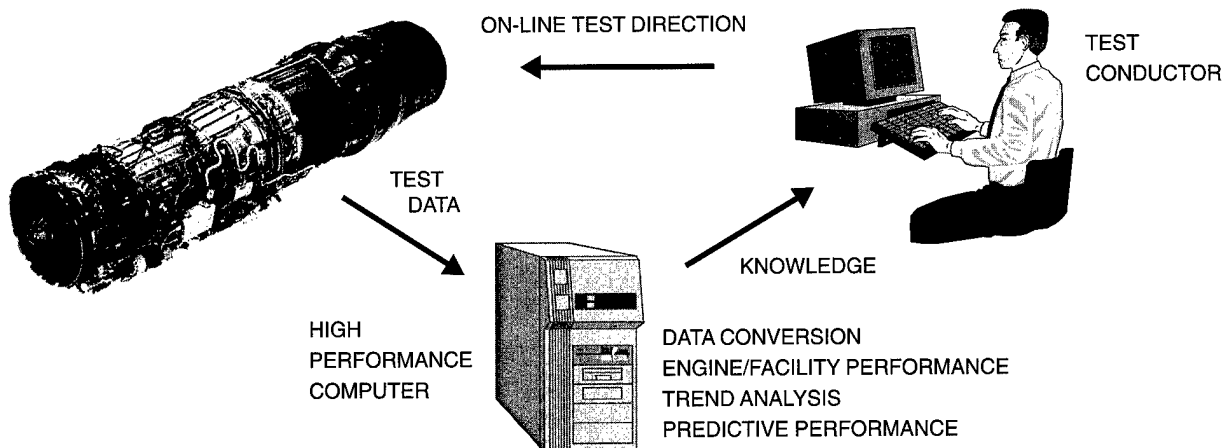 ON-LINE TEST DIRECTION
TEST
CONDUCTOR
TEST
DATA
KNOWLEDGE
HIGH
PERFORMANCE
COMPUTER
DATA CONVERSION
ENGINE/FACILITY PERFORMANCE
TREND ANALYSIS
PREDICTIVE PERFORMANCE